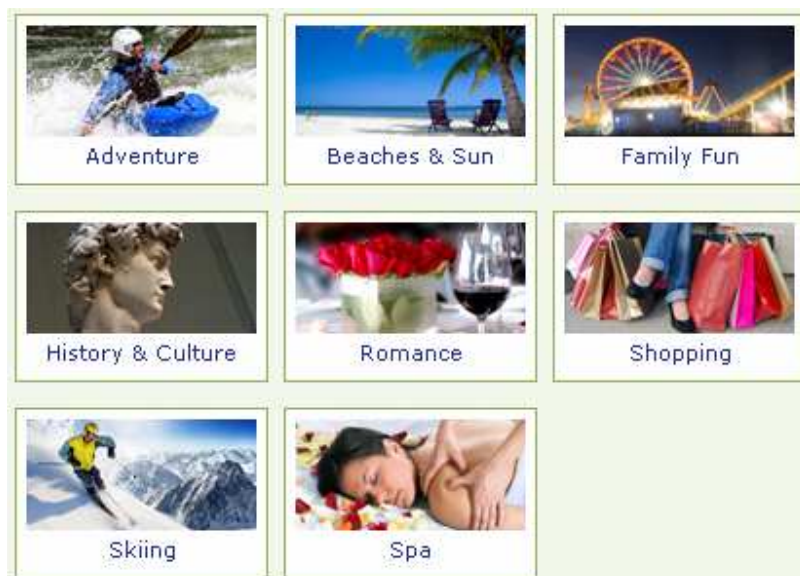 Adventure
Beaches & Sun
Family Fun
History & Culture
Romance
Shopping
Skiing
Spa